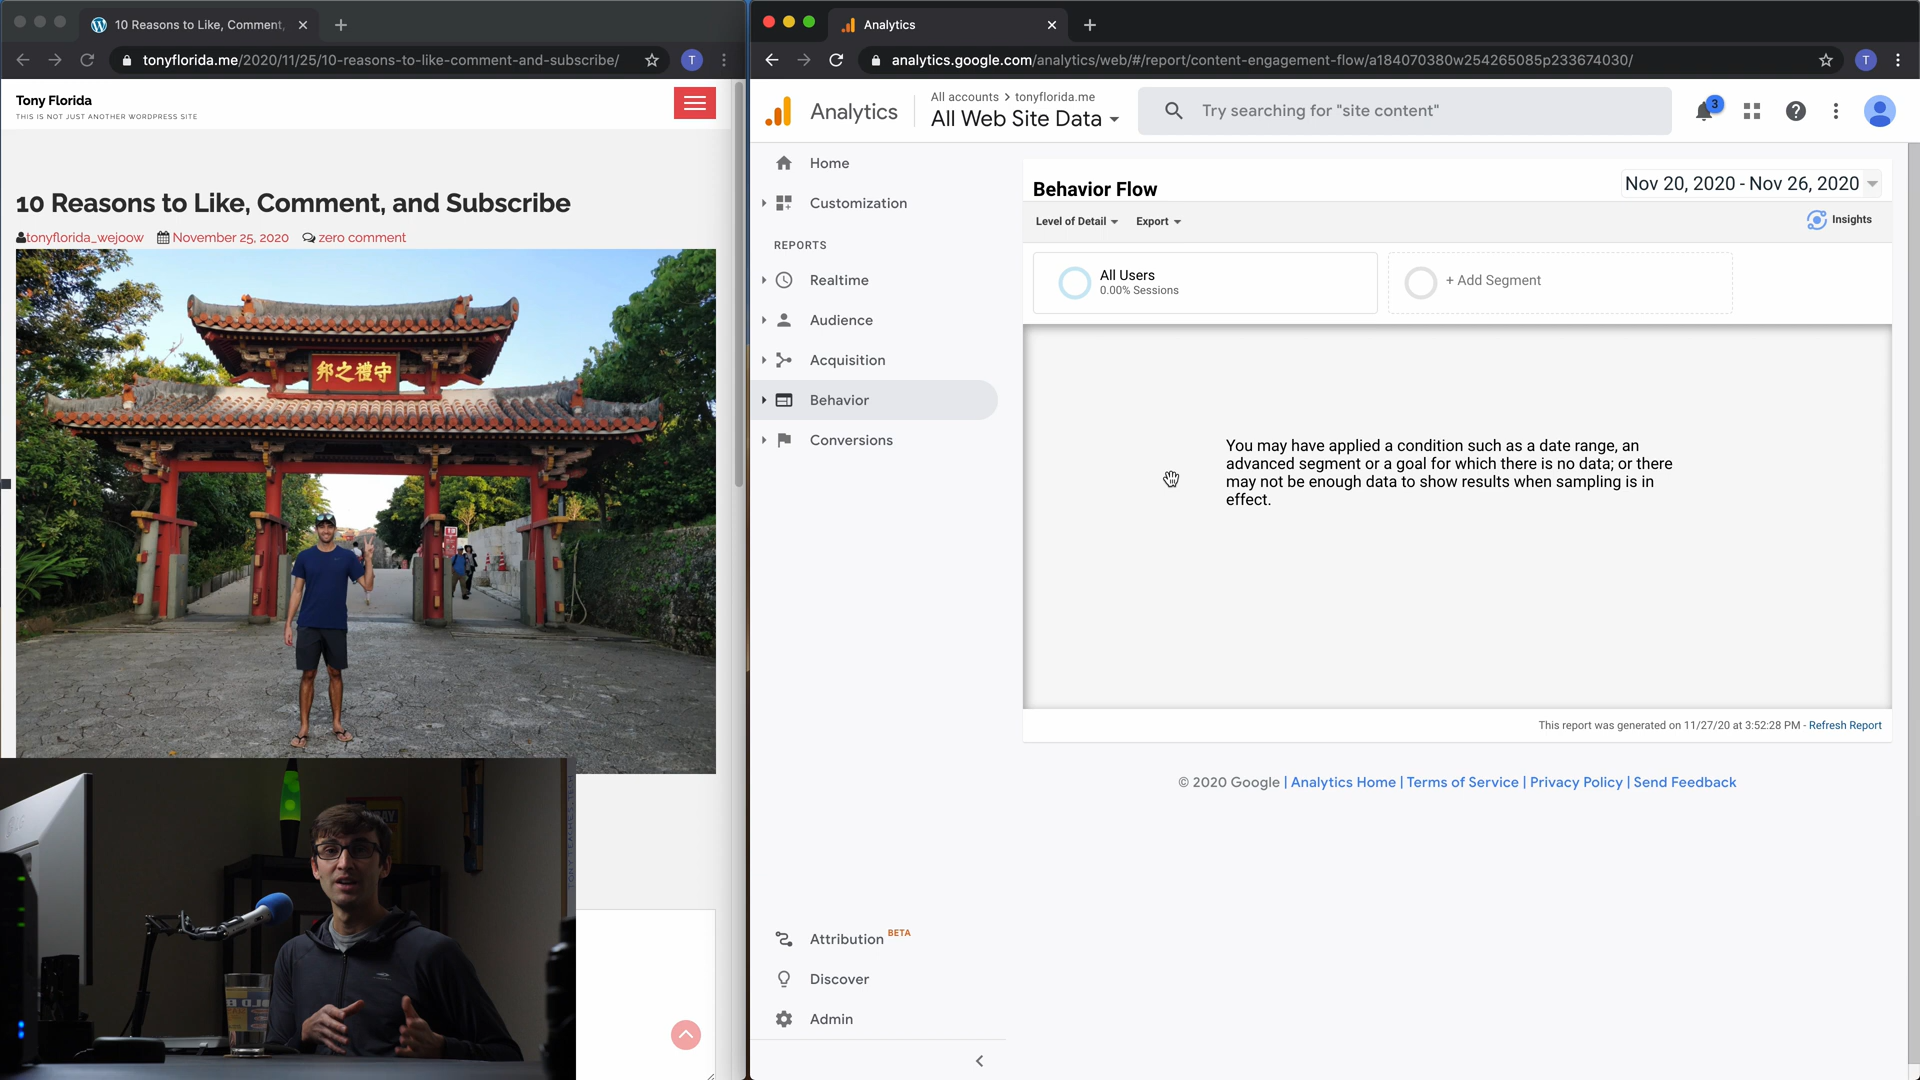 10 Reasons to Like, Comment,
tonyflorida.me/2020/11/25/10-reasons-to-like-comment-and-subscribe/
T
Tony Florida
THIS IS NOT JUST ANOTHER WORDPRESS SITE
10 Reasons to Like, Comment, and Subscribe
tonyflorida_wejoow November 25, 2020 zero comment
守禮之邦
Analytics
analytics.google.com/analytics/web/#/report/content-engagement-flow/a184070380w254265085p233674030/
T
Analytics
All accounts > tonyflorida.me
All Web Site Data
Try searching for "site content"
3
Home
Customization
REPORTS
Realtime
Audience
Acquisition
Behavior
Conversions
Attribution BETA
Discover
Admin
Behavior Flow
Nov 20, 2020 - Nov 26, 2020
Level of Detail Export
Insights
All Users
0.00% Sessions
+ Add Segment
You may have applied a condition such as a date range, an
advanced segment or a goal for which there is no data; or there
may not be enough data to show results when sampling is in
effect.
This report was generated on 11/27/20 at 3:52:28 PM - Refresh Report
© 2020 Google | Analytics Home | Terms of Service | Privacy Policy | Send Feedback